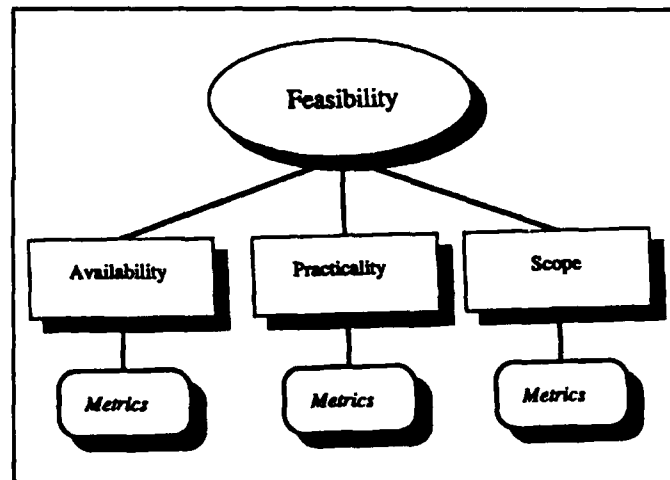 Feasibility
Availability
Practicality
Scope
Metrics
Metrics
Metrics